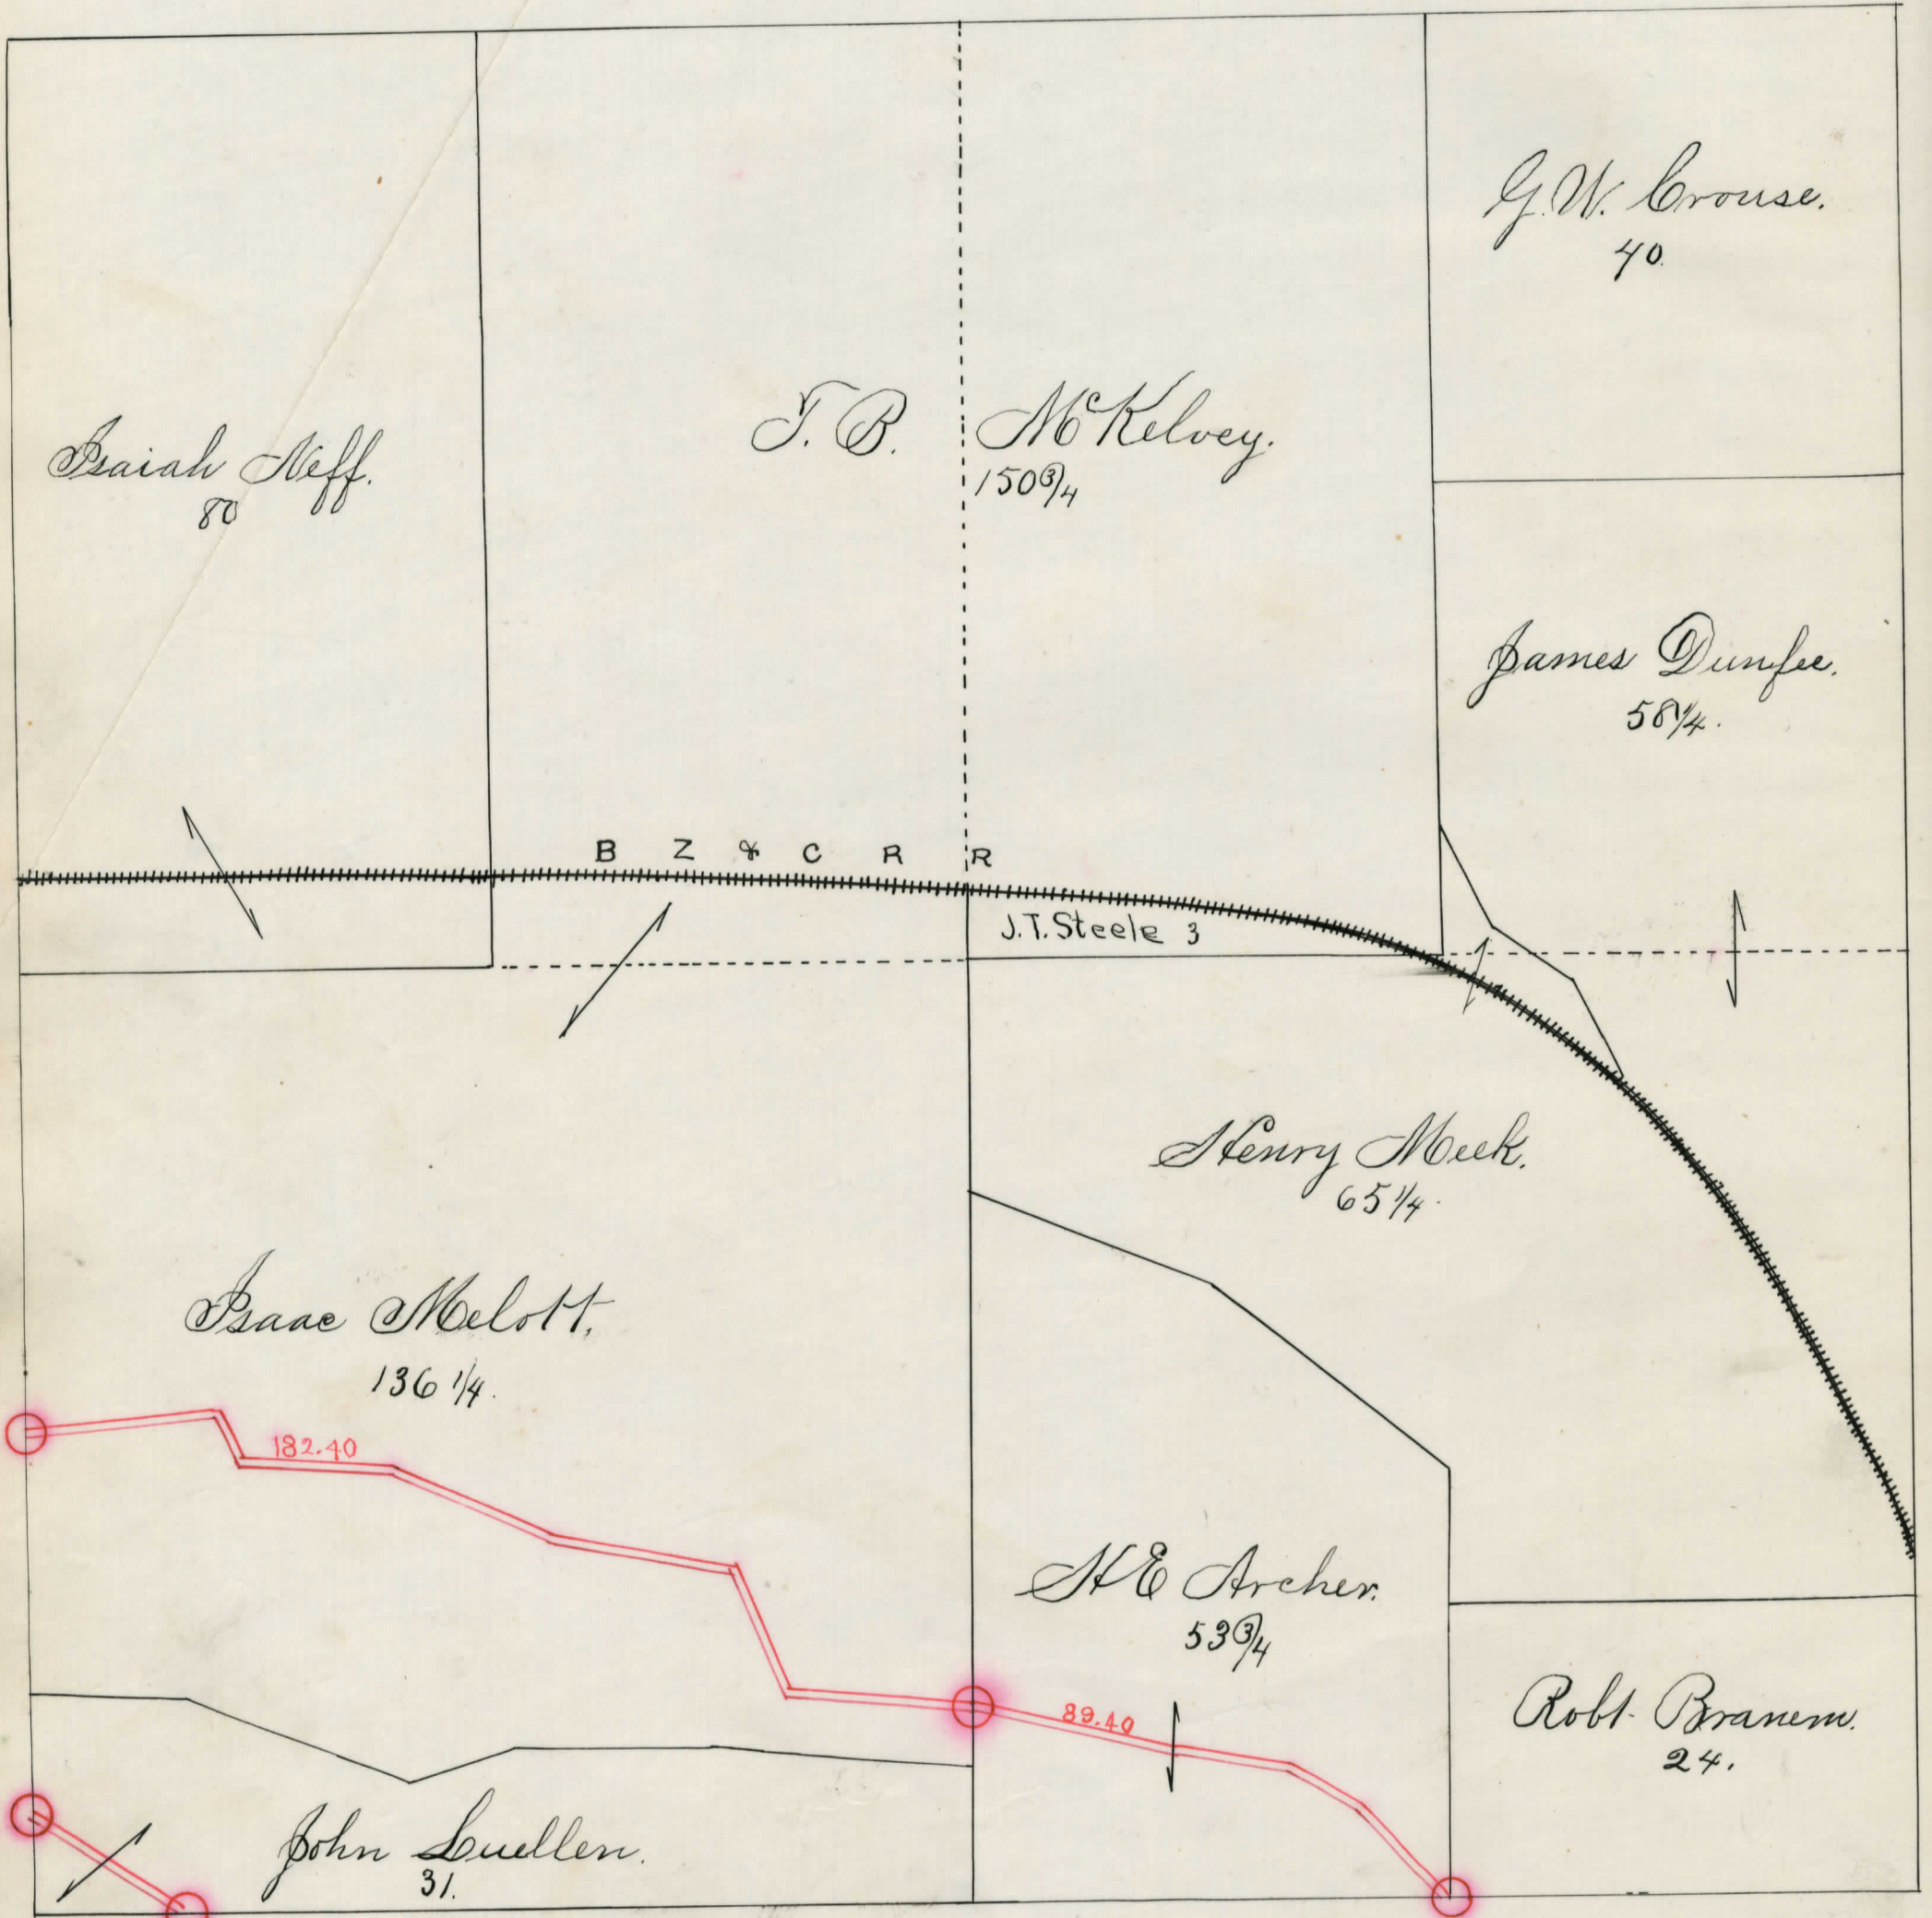 G. W. Crouse.
40.
T. B. McKelvey.
150 3/4
Isaiah Neff.
80
James Dunfee.
58 1/4.
B Z & C R R
J.T. Steele 3
Henry Meek.
65 1/4.
Isaac Melott.
136 1/4.
182.40
H E Archer.
53 3/4
89.40
Robt. Branem.
24.
John Luellen.
31.